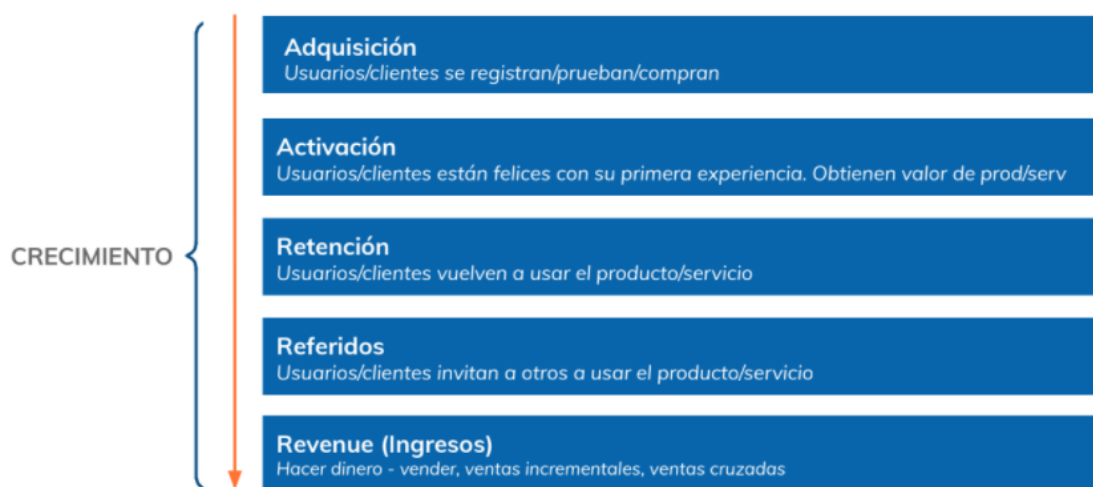 Adquisición
Usuarios/clientes se registran/prueban/compran
Activación
Usuarios/clientes están felices con su primera experiencia. Obtienen valor de prod/serv
CRECIMIENTO
Retención
Usuarios/clientes vuelven a usar el producto/servicio
Referidos
Usuarios/clientes invitan a otros a usar el producto/servicio
Revenue (Ingresos)
Hacer dinero - vender, ventas incrementales, ventas cruzadas